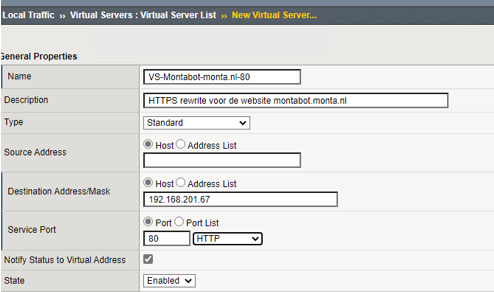 Local Traffic ›› Virtual Servers : Virtual Server List ›› New Virtual Server...
General Properties
Name VS-Montabot-monta.nl-80
Description HTTPS rewrite voor de website montabot.monta.nl
Type Standard
Source Address Host Address List
Destination Address/Mask Host Address List
192.168.201.67
Service Port Port Port List
80 HTTP
Notify Status to Virtual Address
State Enabled